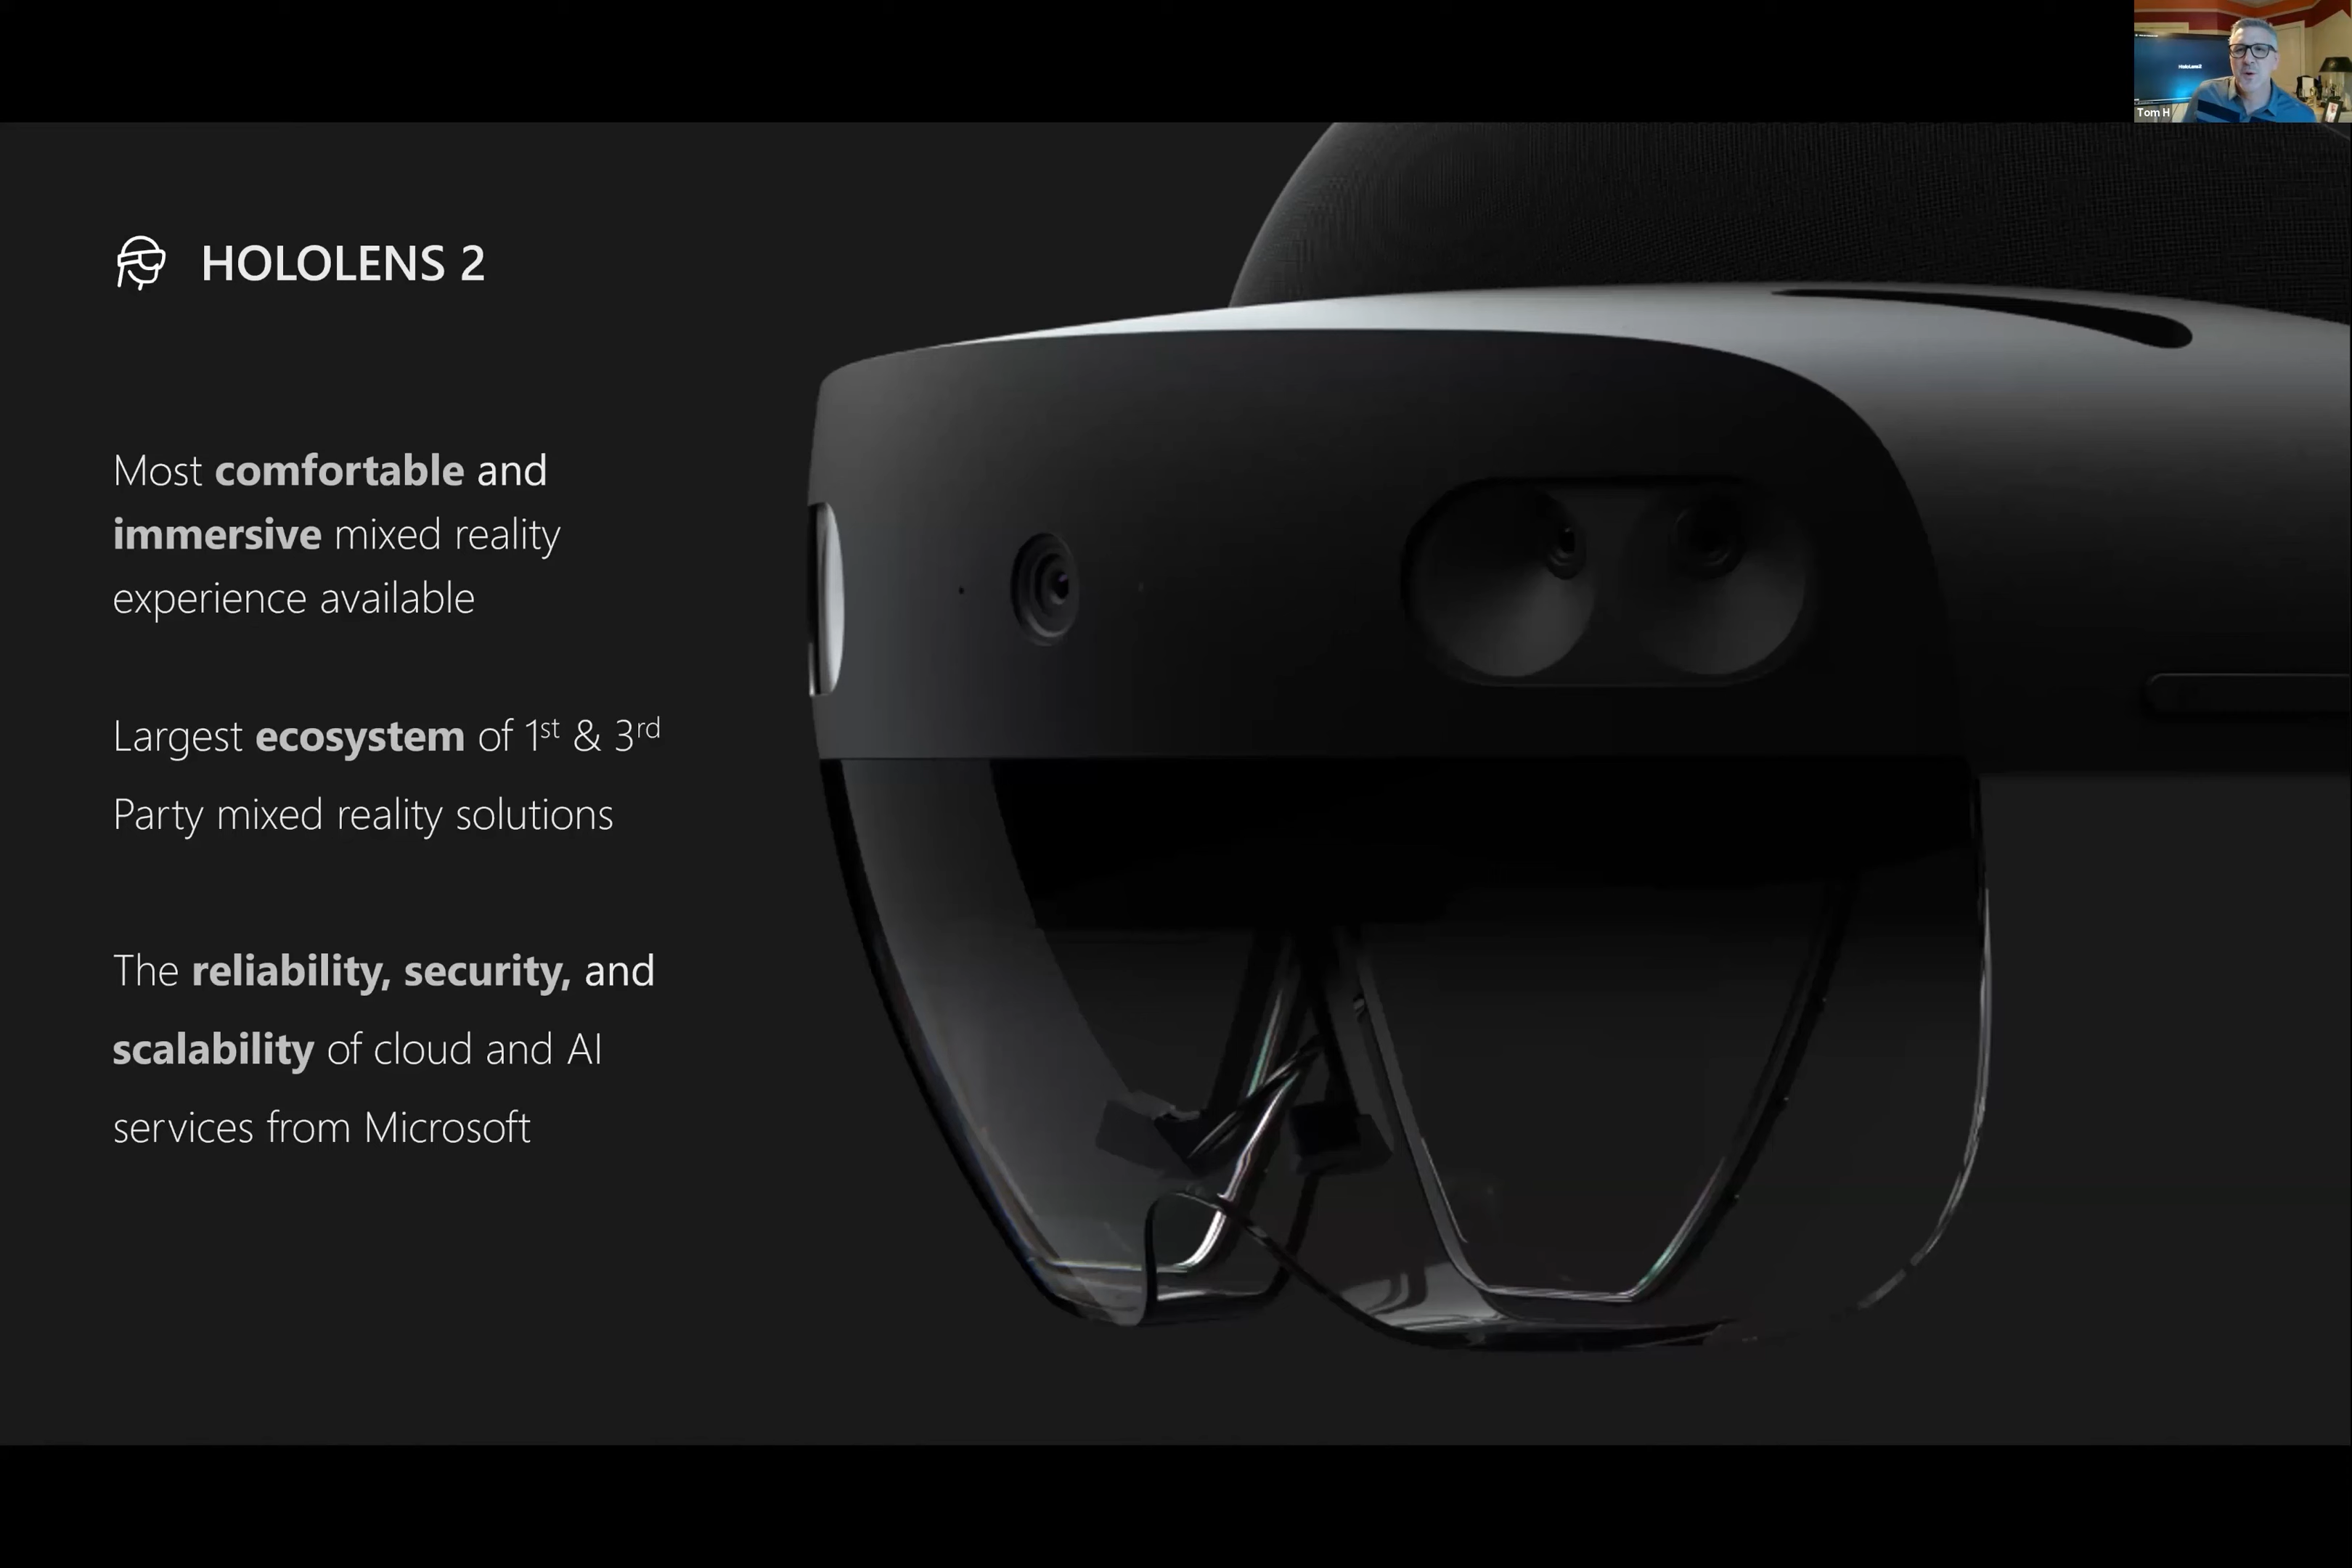 Tom H
HOLOLENS 2
Most comfortable and
immersive mixed reality
experience available
Largest ecosystem of 1st & 3rd
Party mixed reality solutions
The reliability, security, and
scalability of cloud and AI
services from Microsoft